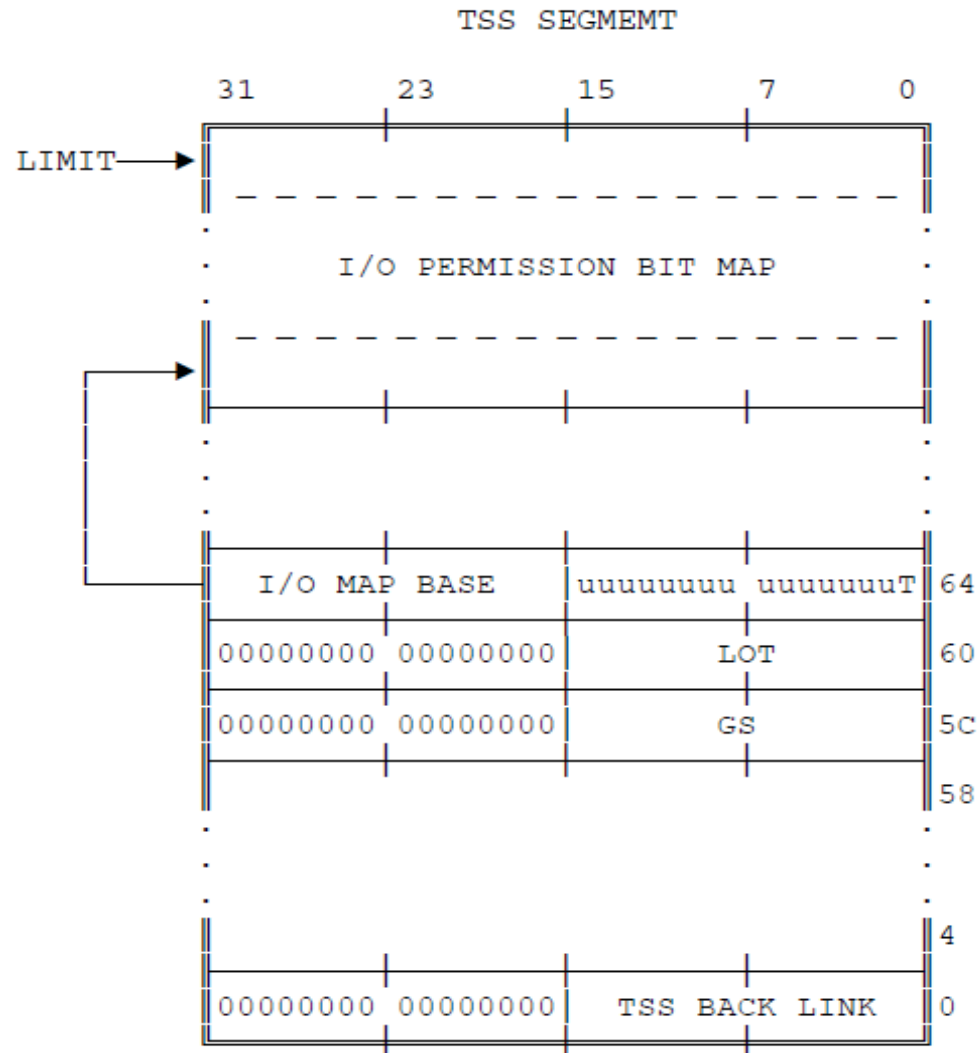 TSS SEGMEMT
31 23 15 7 0
LIMIT
I/O PERMISSION BIT MAP
I/O MAP BASE uuuuuuuu uuuuuuuT 64
00000000 00000000 LOT 60
00000000 00000000 GS 5C
58
4
00000000 00000000 TSS BACK LINK 0